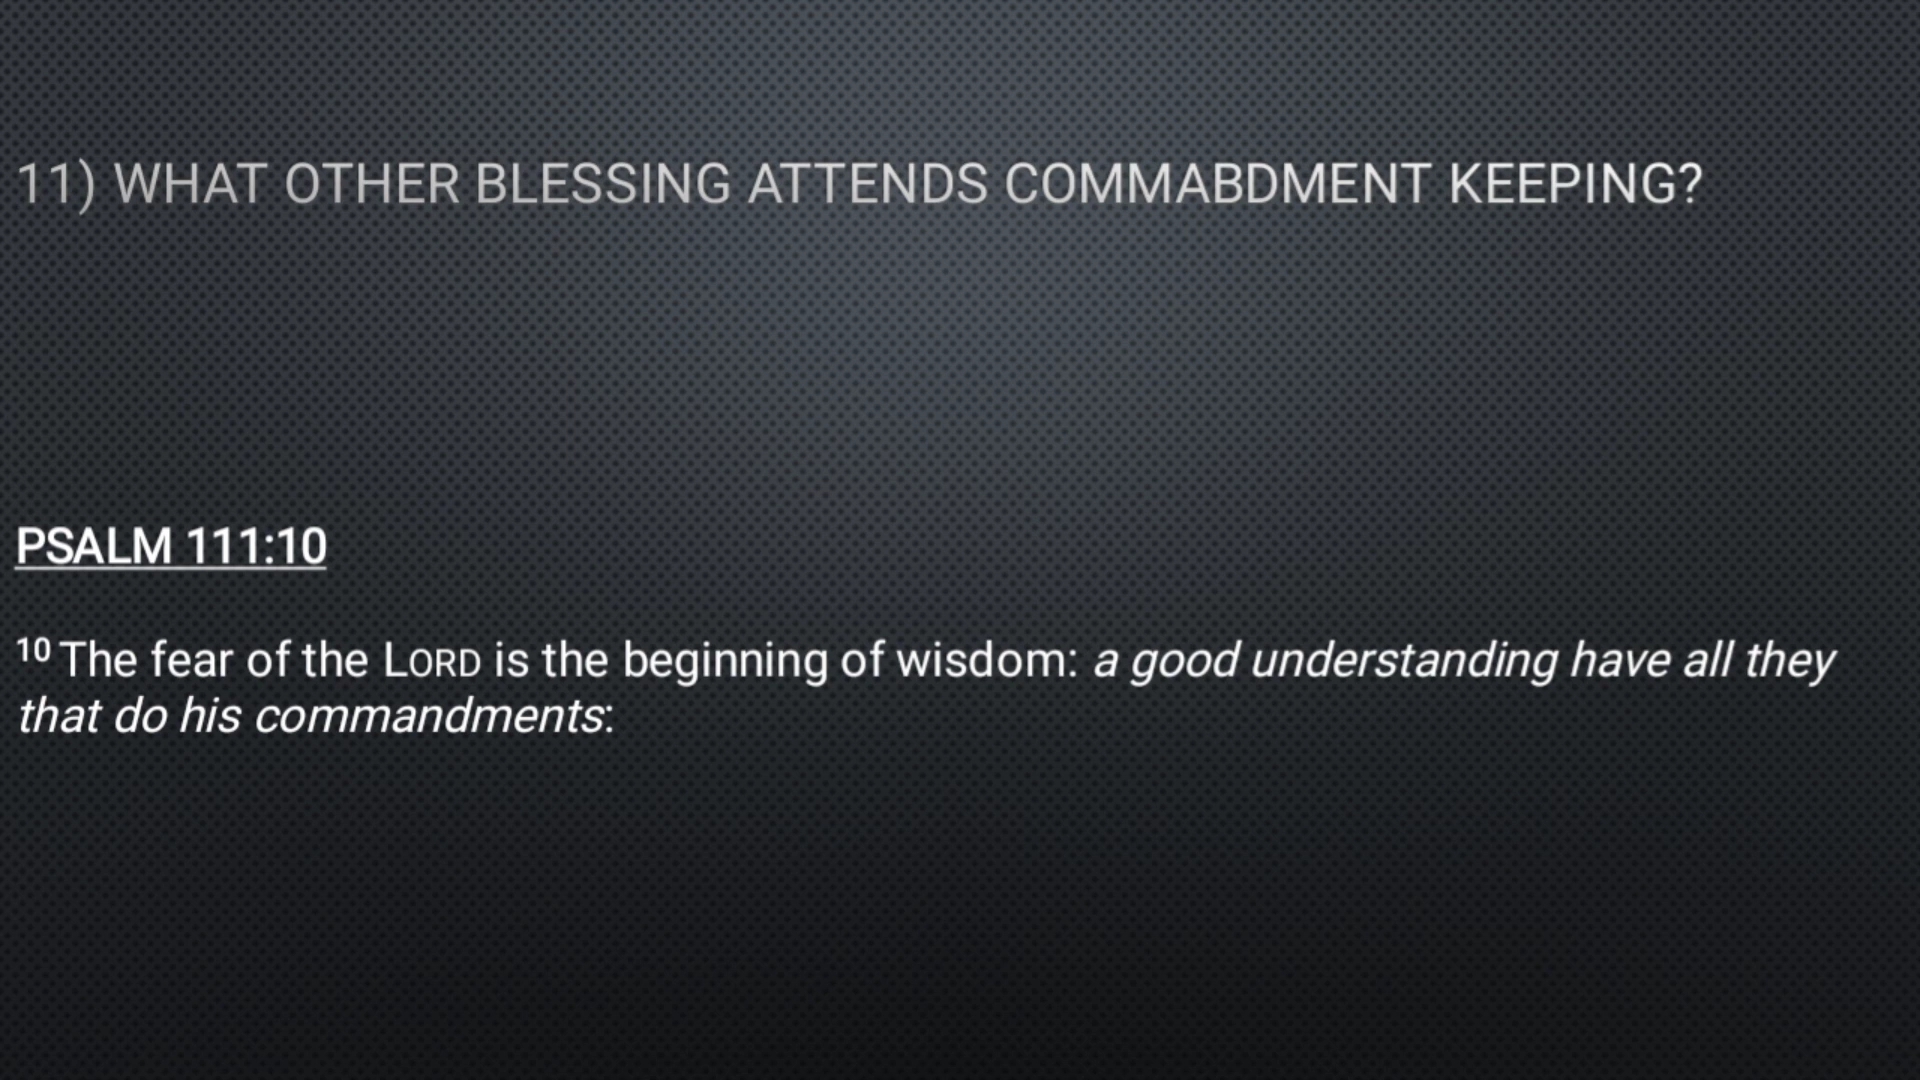 11) WHAT OTHER BLESSING ATTENDS COMMABDMENT KEEPING?
PSALM 111:10
10 The fear of the LORD is the beginning of wisdom: a good understanding have all they
that do his commandments: